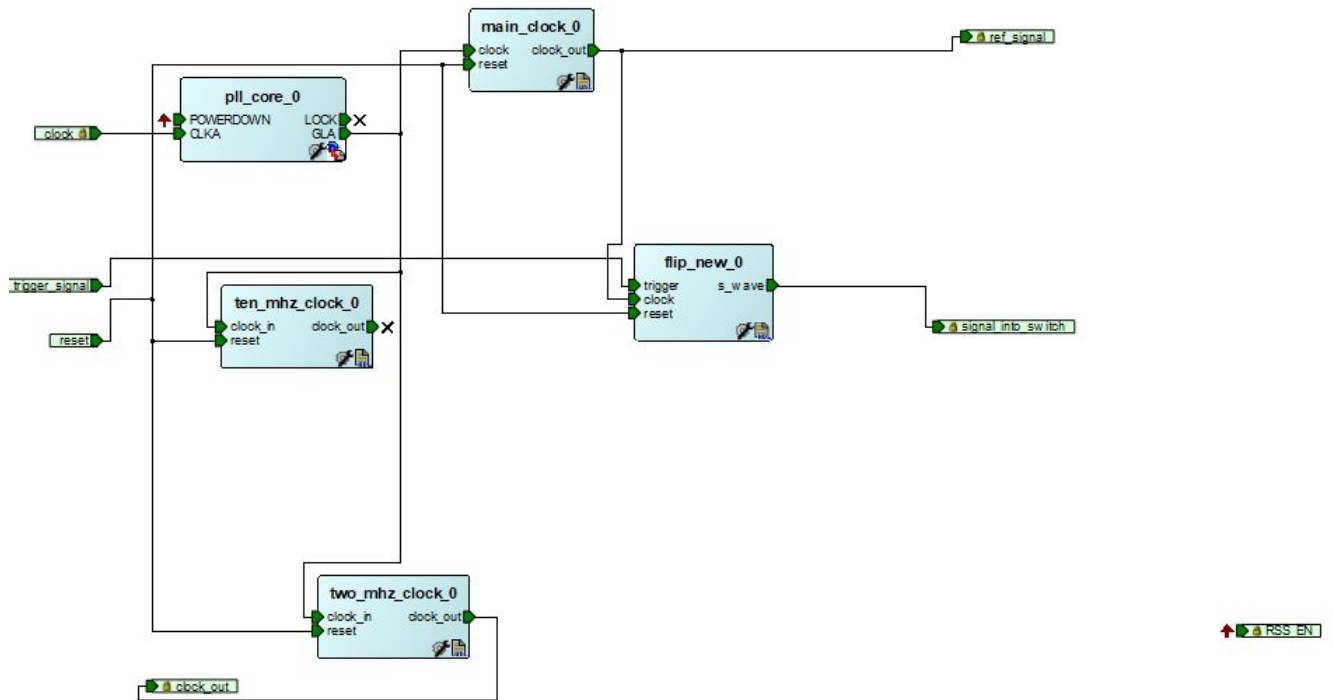 main_clock_0
clock clock_out
reset
ref_signal
pll_core_0
POWERDOWN LOCK
CLKA GLA
clock
flip_new_0
trigger s_wave
clock
reset
trigger_signal
reset
ten_mhz_clock_0
clock_in clock_out
reset
signal_into_switch
two_mhz_clock_0
clock_in clock_out
reset
RSS_EN
clock_out